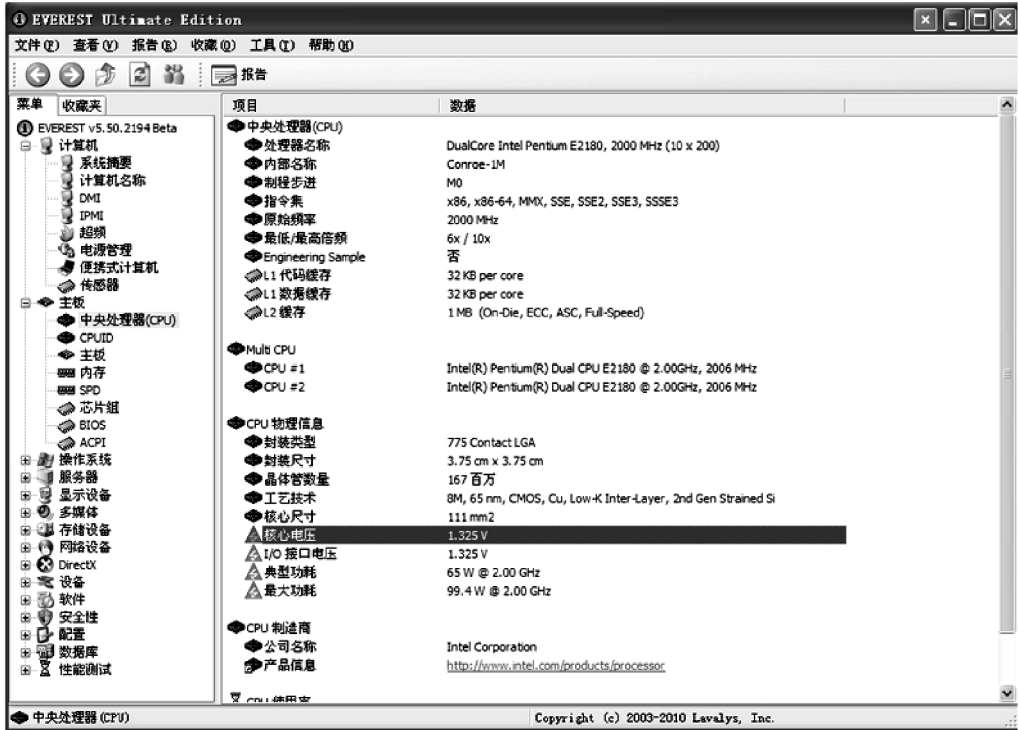 EVEREST Ultimate Edition
文件(F) 查看(V) 报告(R) 收藏(O) 工具(T) 帮助(H)
报告
菜单 收藏夹
EVEREST v5.50.2194 Beta
计算机
系统摘要
计算机名称
DMI
IPMI
超频
电源管理
便携式计算机
传感器
主板
中央处理器(CPU)
CPUID
主板
内存
SPD
芯片组
BIOS
ACPI
操作系统
服务器
显示设备
多媒体
存储设备
网络设备
DirectX
设备
软件
安全性
配置
数据库
性能测试
项目 数据
中央处理器(CPU)
处理器名称 DualCore Intel Pentium E2180, 2000 MHz (10 x 200)
内部名称 Conroe-1M
制程步进 M0
指令集 x86, x86-64, MMX, SSE, SSE2, SSE3, SSSE3
原始频率 2000 MHz
最低/最高倍频 6x / 10x
Engineering Sample 否
L1 代码缓存 32 KB per core
L1 数据缓存 32 KB per core
L2 缓存 1 MB (On-Die, ECC, ASC, Full-Speed)
Multi CPU
CPU #1 Intel(R) Pentium(R) Dual CPU E2180 @ 2.00GHz, 2006 MHz
CPU #2 Intel(R) Pentium(R) Dual CPU E2180 @ 2.00GHz, 2006 MHz
CPU 物理信息
封装类型 775 Contact LGA
封装尺寸 3.75 cm x 3.75 cm
晶体管数量 167 百万
工艺技术 8M, 65 nm, CMOS, Cu, Low-K Inter-Layer, 2nd Gen Strained Si
核心尺寸 111 mm2
核心电压 1.325 V
I/O 接口电压 1.325 V
典型功耗 65 W @ 2.00 GHz
最大功耗 99.4 W @ 2.00 GHz
CPU 制造商
公司名称 Intel Corporation
产品信息 http://www.intel.com/products/processor
CPU 使用率
中央处理器(CPU) Copyright (c) 2003-2010 Lavalys, Inc.